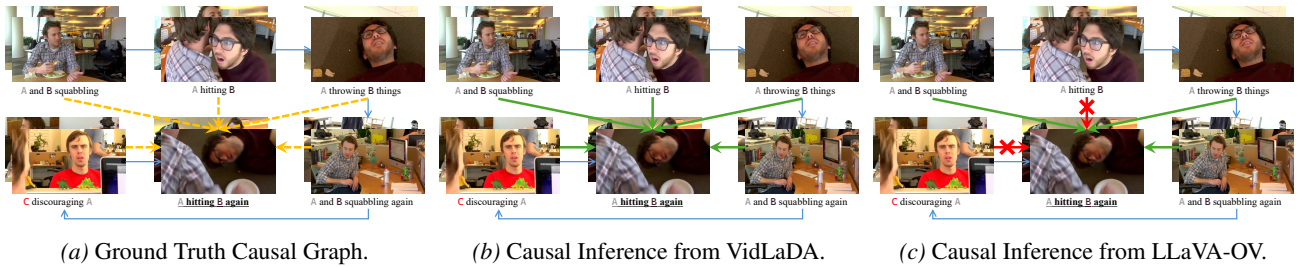 A and B squabbling
A hitting B
A throwing B things
C discouraging A
A hitting B again
A and B squabbling again
(a) Ground Truth Causal Graph.
A and B squabbling
A hitting B
A throwing B things
C discouraging A
A hitting B again
A and B squabbling again
(b) Causal Inference from VidLaDA.
A and B squabbling
A hitting B
A throwing B things
C discouraging A
A hitting B again
A and B squabbling again
(c) Causal Inference from LLaVA-OV.